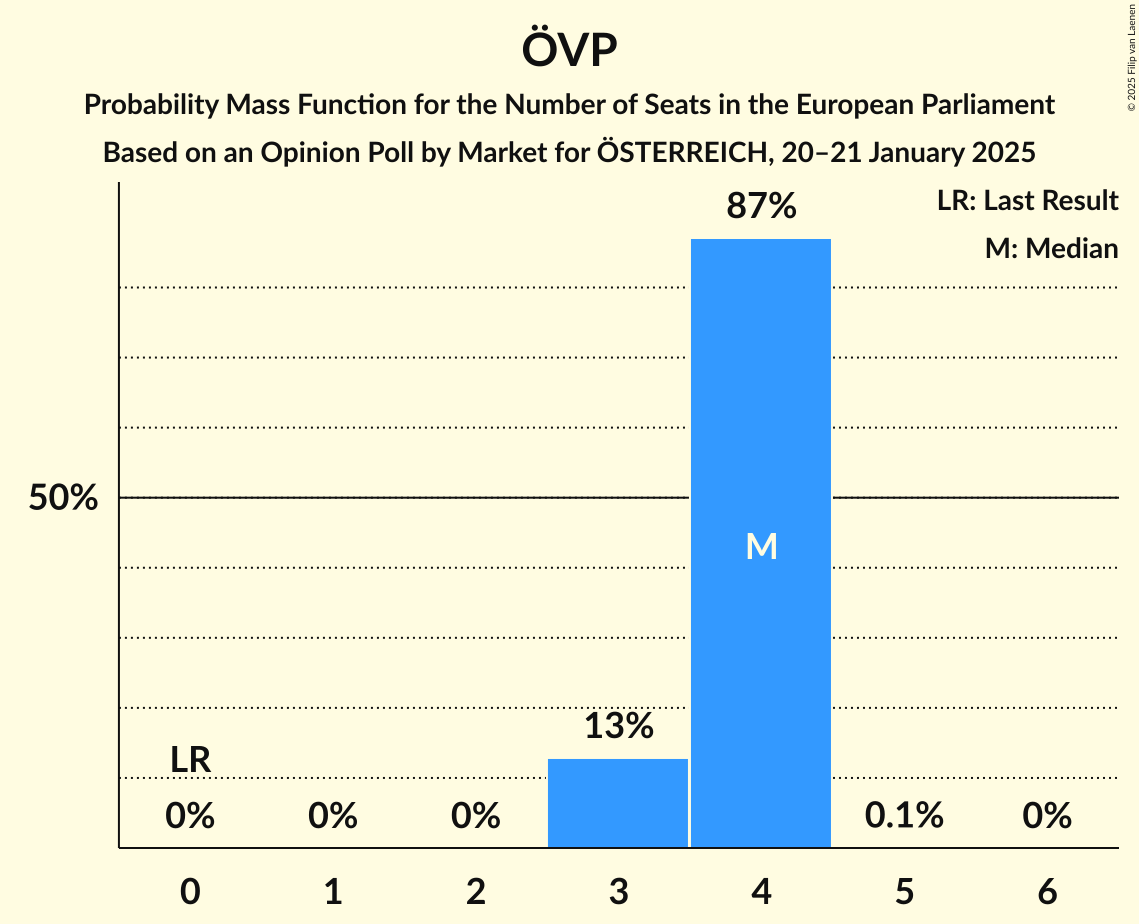 ÖVP
Probability Mass Function for the Number of Seats in the European Parliament
Based on an Opinion Poll by Market for ÖSTERREICH, 20–21 January 2025
© 2025 Filip van Laenen
LR: Last Result
M: Median
87%
50%
M
13%
LR
0%
0%
0%
0.1%
0%
0
1
2
3
4
5
6